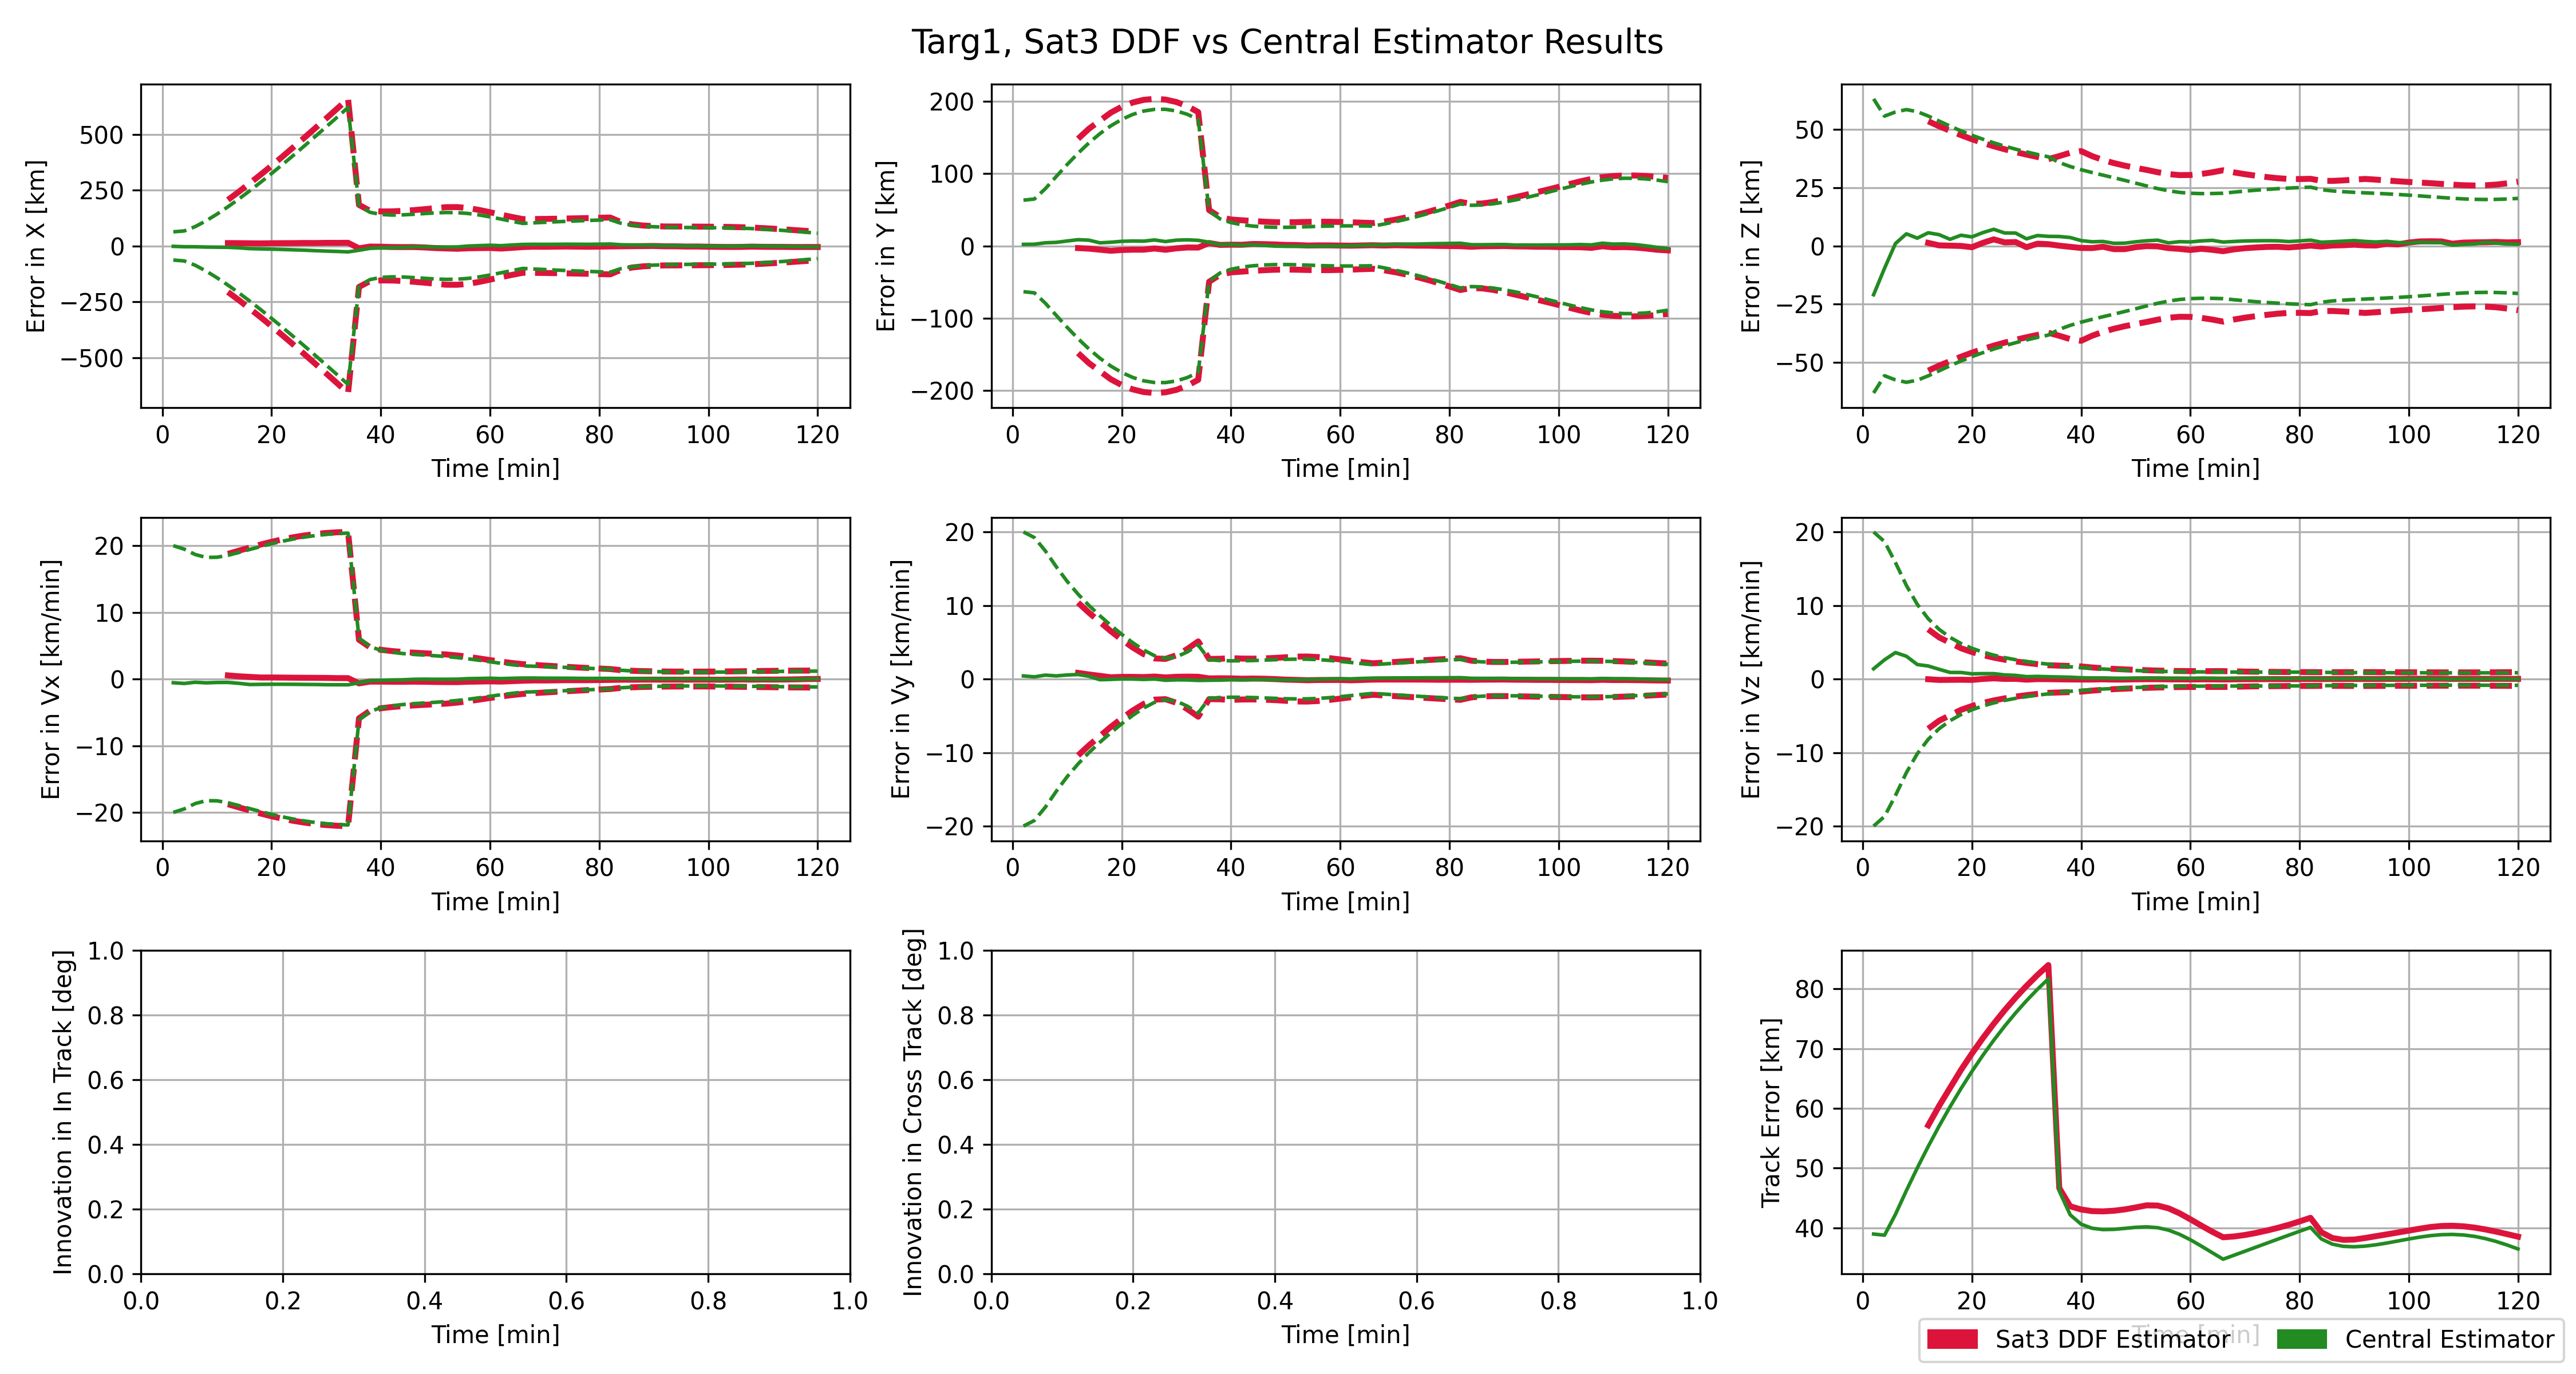 Targ1, Sat3 DDF vs Central Estimator Results
Error in X [km]
500
250
0
−250
−500
0 20 40 60 80 100 120
Time [min]
Error in Y [km]
200
100
0
−100
−200
0 20 40 60 80 100 120
Time [min]
Error in Z [km]
50
25
0
−25
−50
0 20 40 60 80 100 120
Time [min]
Error in Vx [km/min]
20
10
0
−10
−20
0 20 40 60 80 100 120
Time [min]
Error in Vy [km/min]
20
10
0
−10
−20
0 20 40 60 80 100 120
Time [min]
Error in Vz [km/min]
20
10
0
−10
−20
0 20 40 60 80 100 120
Time [min]
Innovation in In Track [deg]
1.0
0.8
0.6
0.4
0.2
0.0
0.0 0.2 0.4 0.6 0.8 1.0
Time [min]
Innovation in Cross Track [deg]
1.0
0.8
0.6
0.4
0.2
0.0
0.0 0.2 0.4 0.6 0.8 1.0
Time [min]
Track Error [km]
80
70
60
50
40
0 20 40 60 80 100 120
Time [min]
Sat3 DDF Estimator
Central Estimator